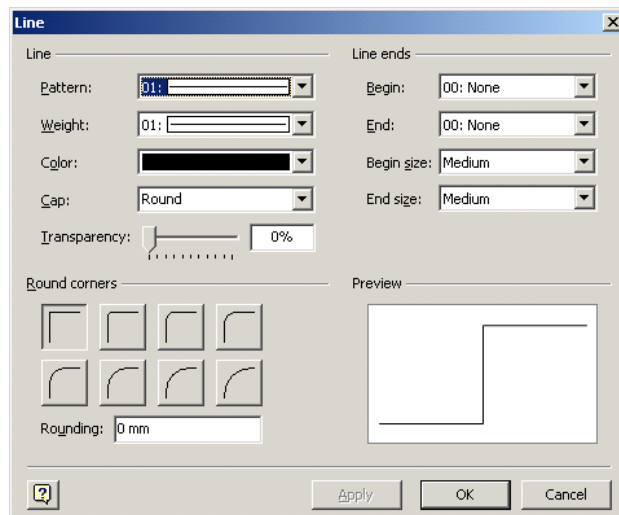 Line
Line
Pattern: 01:
Weight: 01:
Color:
Cap: Round
Transparency: 0%
Line ends
Begin: 00: None
End: 00: None
Begin size: Medium
End size: Medium
Round corners
Rounding: 0 mm
Preview
?
Apply OK Cancel